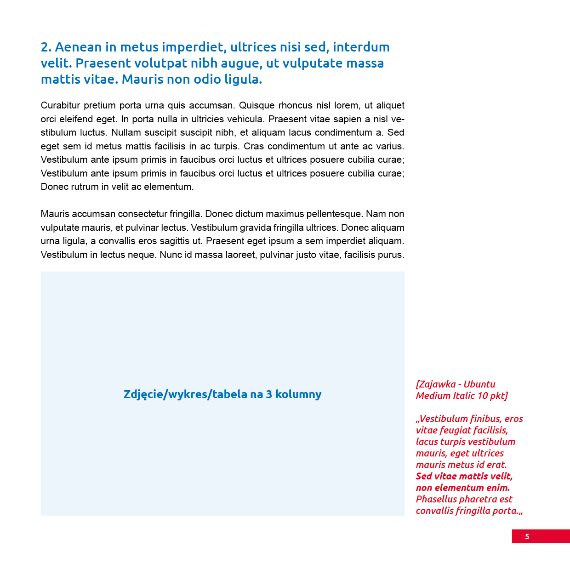 2. Aenean in metus imperdiet, ultrices nisi sed, interdum
velit. Praesent volutpat nibh augue, ut vulputate massa
mattis vitae. Mauris non odio ligula.
Curabitur pretium porta urna quis accumsan. Quisque rhoncus nisl lorem, ut aliquet
orci eleifend eget. In porta nulla in ultricies vehicula. Praesent vitae sapien a nisl ve-
stibulum luctus. Nullam suscipit suscipit nibh, et aliquam lacus condimentum a. Sed
eget sem id metus mattis facilisis in ac turpis. Cras condimentum ut ante ac varius.
Vestibulum ante ipsum primis in faucibus orci luctus et ultrices posuere cubilia curae;
Vestibulum ante ipsum primis in faucibus orci luctus et ultrices posuere cubilia curae;
Donec rutrum in velit ac elementum.
Mauris accumsan consectetur fringilla. Donec dictum maximus pellentesque. Nam non
vulputate mauris, et pulvinar lectus. Vestibulum gravida fringilla ultrices. Donec aliquam
urna ligula, a convallis eros sagittis ut. Praesent eget ipsum a sem imperdiet aliquam.
Vestibulum in lectus neque. Nunc id massa laoreet, pulvinar justo vitae, facilisis purus.
Zdjęcie/wykres/tabela na 3 kolumny
[Zajawka - Ubuntu
Medium Italic 10 pkt]
„Vestibulum finibus, eros
vitae feugiat facilisis,
lacus turpis vestibulum
mauris, eget ultrices
mauris metus id erat.
Sed vitae mattis velit,
non elementum enim.
Phasellus pharetra est
convallis fringilla porta.„
5